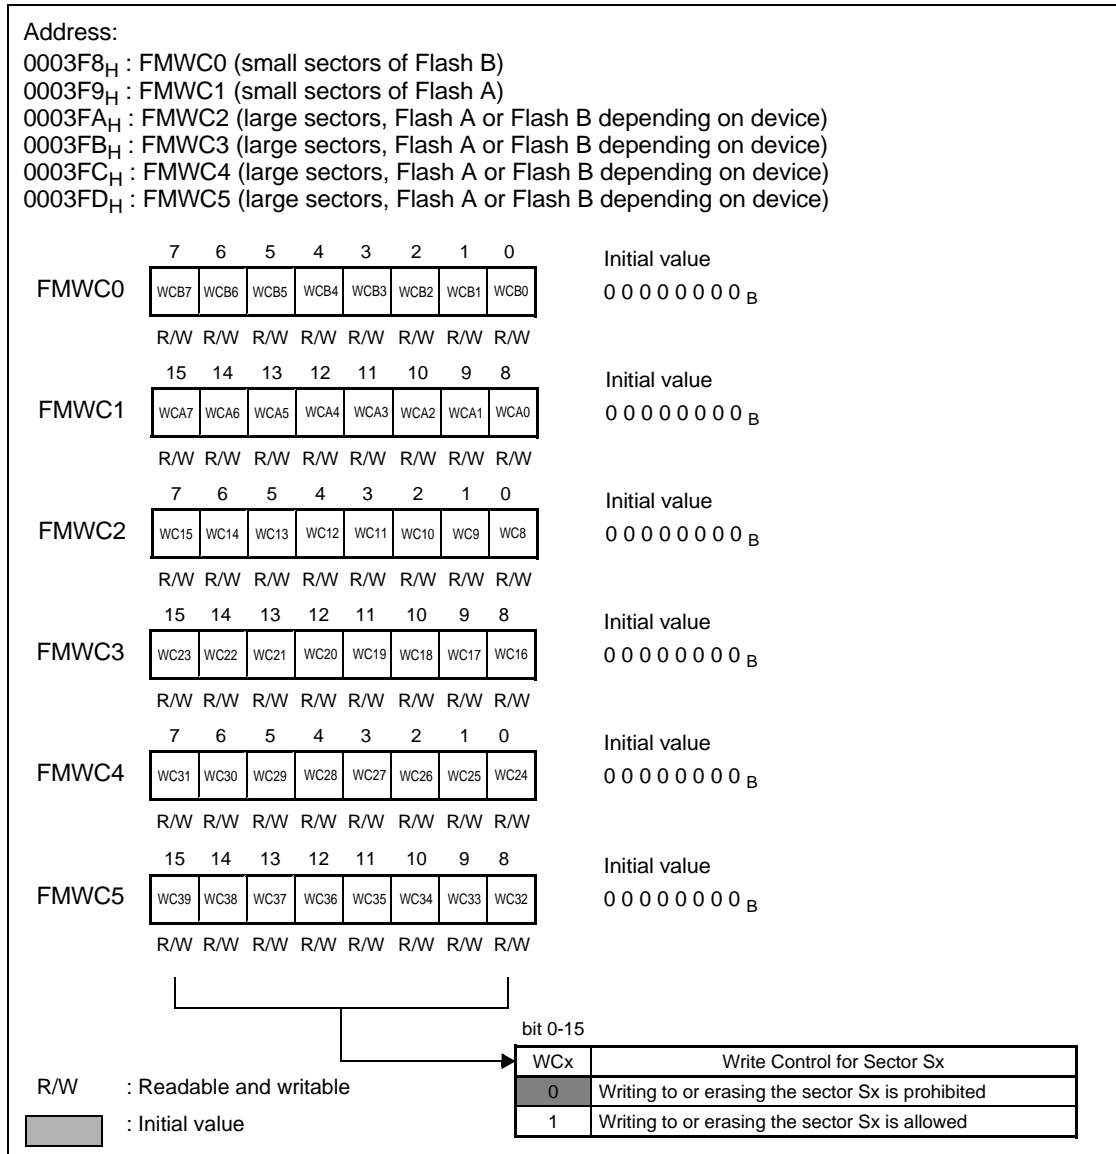 Address:
0003F8H : FMWC0 (small sectors of Flash B)
0003F9H : FMWC1 (small sectors of Flash A)
0003FAH : FMWC2 (large sectors, Flash A or Flash B depending on device)
0003FBH : FMWC3 (large sectors, Flash A or Flash B depending on device)
0003FCH : FMWC4 (large sectors, Flash A or Flash B depending on device)
0003FDH : FMWC5 (large sectors, Flash A or Flash B depending on device)
7 6 5 4 3 2 1 0 Initial value
FMWC0 WCB7 WCB6 WCB5 WCB4 WCB3 WCB2 WCB1 WCB0 0 0 0 0 0 0 0 0 B
R/W R/W R/W R/W R/W R/W R/W R/W
15 14 13 12 11 10 9 8 Initial value
FMWC1 WCA7 WCA6 WCA5 WCA4 WCA3 WCA2 WCA1 WCA0 0 0 0 0 0 0 0 0 B
R/W R/W R/W R/W R/W R/W R/W R/W
7 6 5 4 3 2 1 0 Initial value
FMWC2 WC15 WC14 WC13 WC12 WC11 WC10 WC9 WC8 0 0 0 0 0 0 0 0 B
R/W R/W R/W R/W R/W R/W R/W R/W
15 14 13 12 11 10 9 8 Initial value
FMWC3 WC23 WC22 WC21 WC20 WC19 WC18 WC17 WC16 0 0 0 0 0 0 0 0 B
R/W R/W R/W R/W R/W R/W R/W R/W
7 6 5 4 3 2 1 0 Initial value
FMWC4 WC31 WC30 WC29 WC28 WC27 WC26 WC25 WC24 0 0 0 0 0 0 0 0 B
R/W R/W R/W R/W R/W R/W R/W R/W
15 14 13 12 11 10 9 8 Initial value
FMWC5 WC39 WC38 WC37 WC36 WC35 WC34 WC33 WC32 0 0 0 0 0 0 0 0 B
R/W R/W R/W R/W R/W R/W R/W R/W
bit 0-15
WCx Write Control for Sector Sx
0 Writing to or erasing the sector Sx is prohibited
1 Writing to or erasing the sector Sx is allowed
R/W : Readable and writable
: Initial value